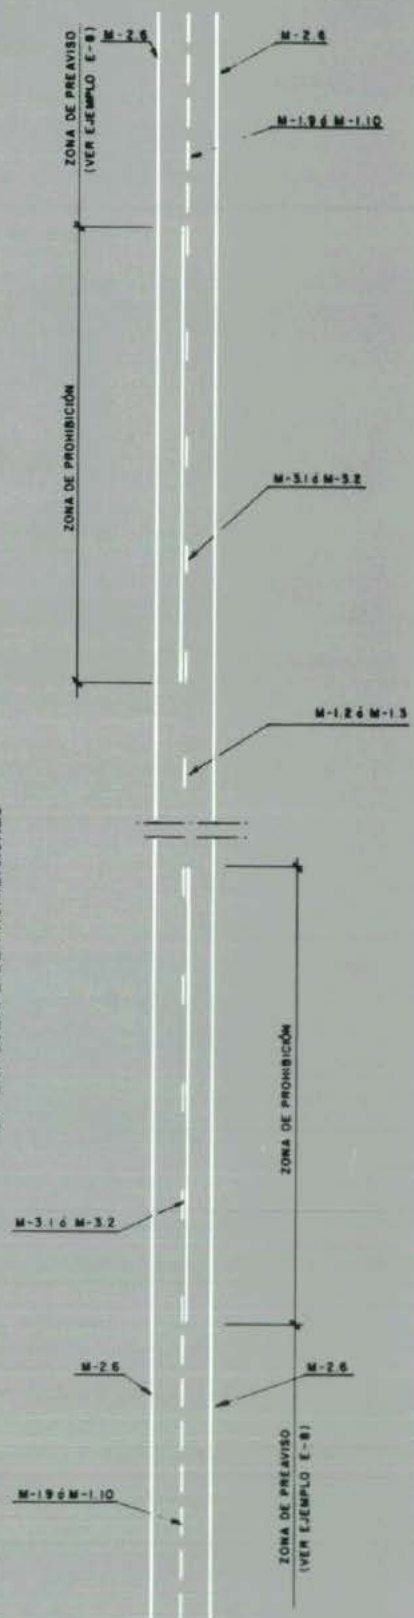 M-2.6
M-2.6
ZONA DE PREAVISO
(VER EJEMPLO E-8)
M-1.9 ó M-1.10
ZONA DE PROHIBICIÓN
M-3.1 ó M-3.2
M-1.2 ó M-1.3
ZONA DE PROHIBICIÓN
M-3.1 ó M-3.2
M-2.6
M-2.6
M-1.9 ó M-1.10
ZONA DE PREAVISO
(VER EJEMPLO E-8)